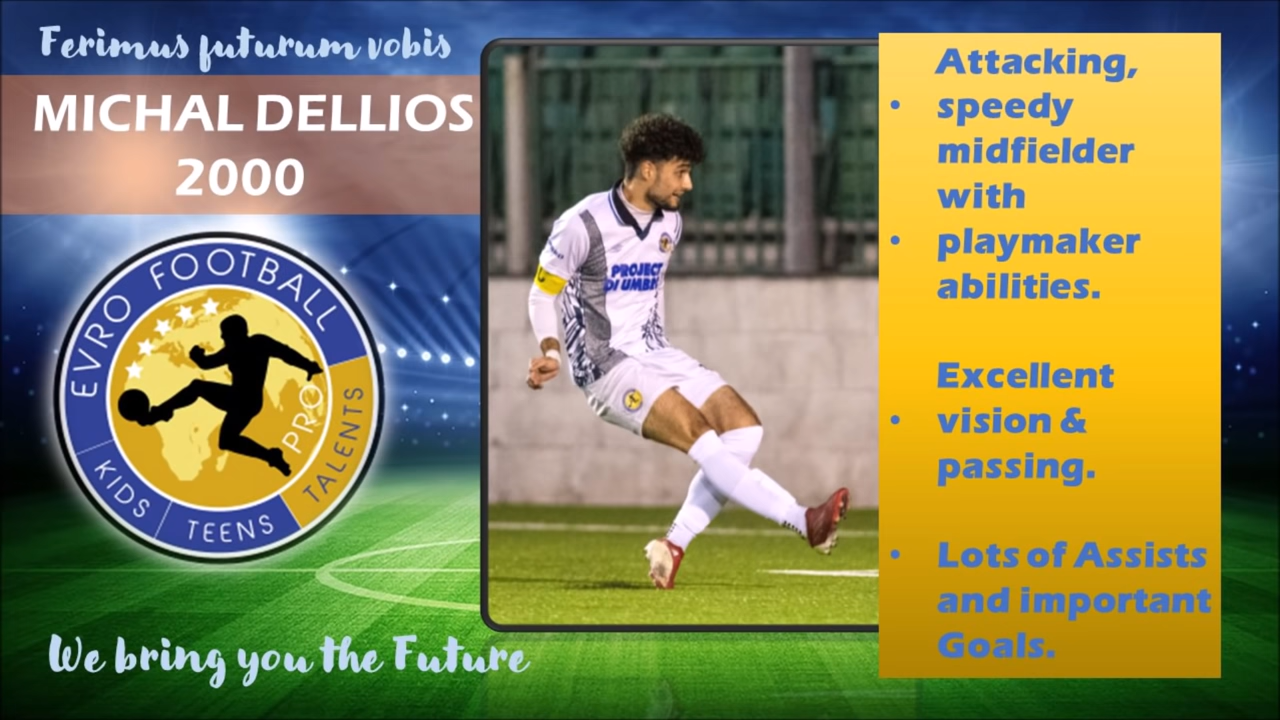 Ferimus futurum vobis
MICHAL DELLIOS
2000
EVRO FOOTBALL
PRO
KIDS
TEENS
TALENTS
We bring you the Future
PROJECT
DI UMBRI
Attacking,
• speedy
midfielder
with
• playmaker
abilities.
Excellent
• vision &
passing.
• Lots of Assists
and important
Goals.